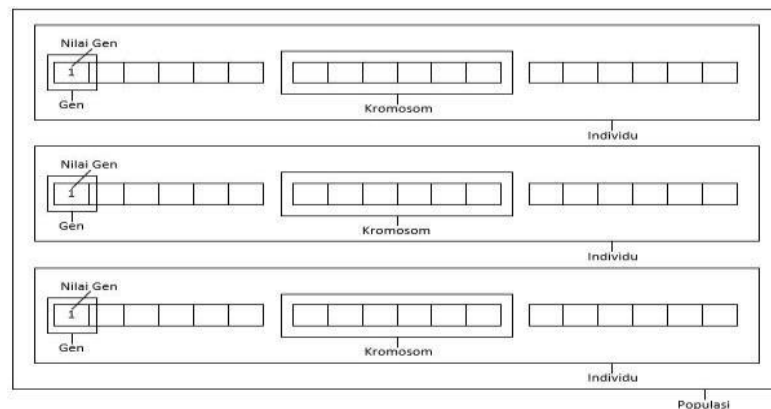 Nilai Gen
1
Gen
Kromosom
Individu
Nilai Gen
1
Gen
Kromosom
Individu
Nilai Gen
1
Gen
Kromosom
Individu
Populasi